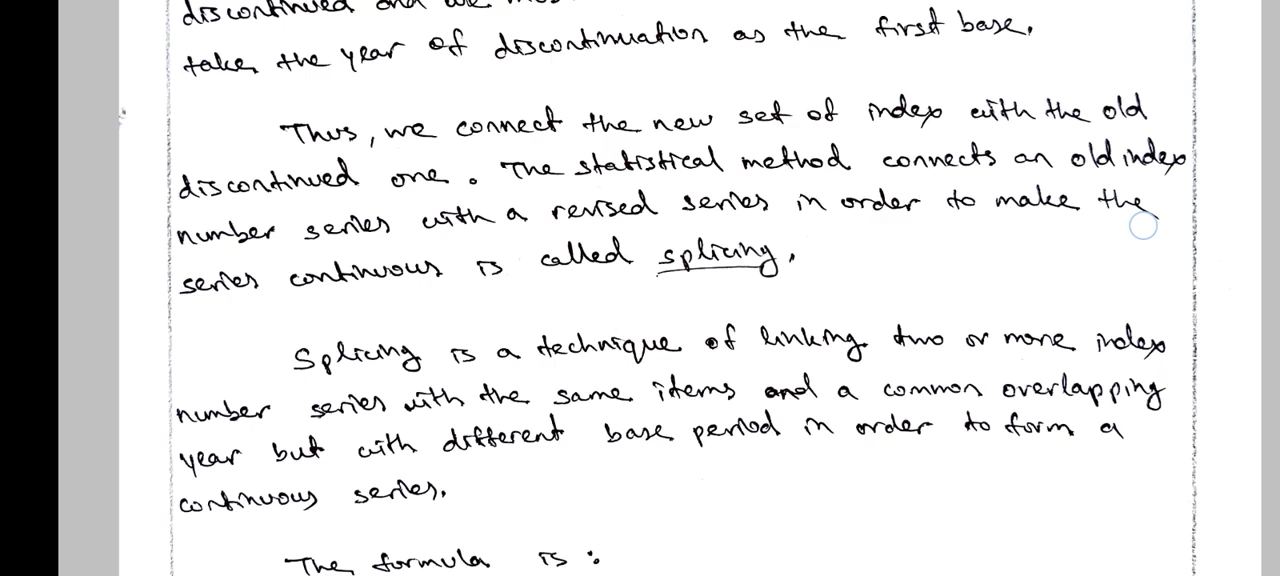 discontinued and we
take the year of discontinuation as the first base.
Thus, we connect the new set of index with the old
discontinued one. The statistical method connects an old index
number series with a revised series in order to make the
series continuous is called splicing.
Splicing is a technique of linking two or more index
number series with the same items and a common overlapping
year but with different base period in order to form a
continuous series.
The formula is: